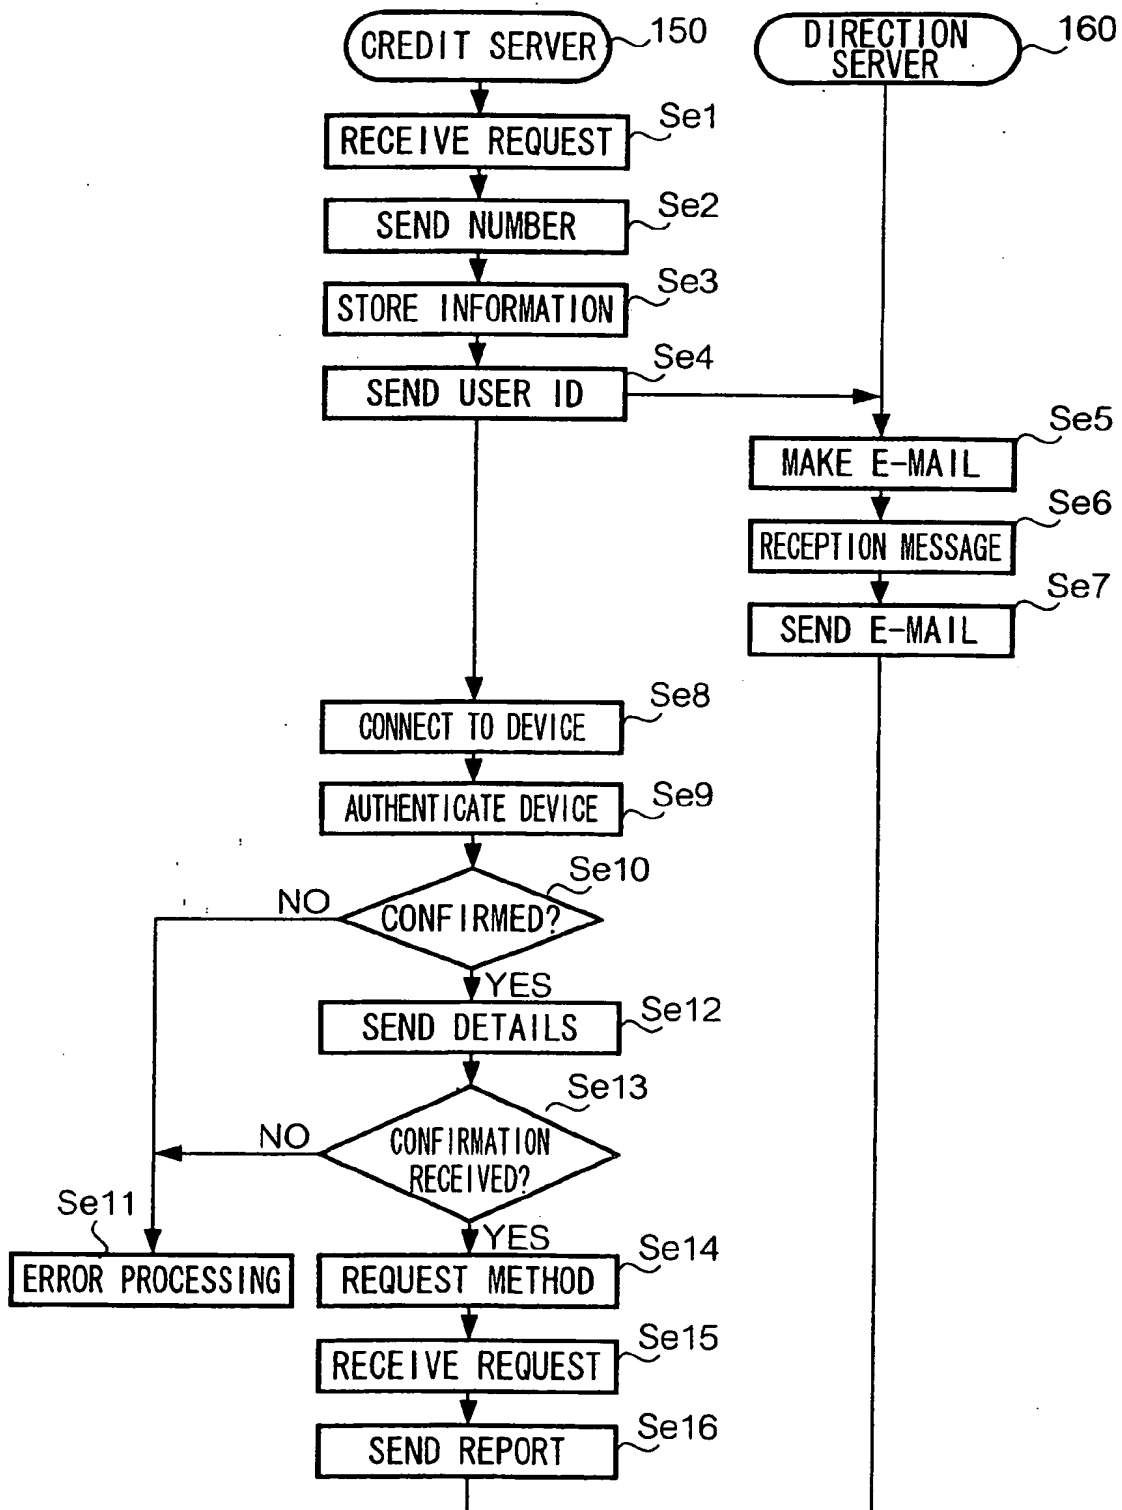 CREDIT SERVER
150
DIRECTION
SERVER
160
Se1
RECEIVE REQUEST
Se2
SEND NUMBER
Se3
STORE INFORMATION
Se4
SEND USER ID
Se5
MAKE E-MAIL
Se6
RECEPTION MESSAGE
Se7
SEND E-MAIL
Se8
CONNECT TO DEVICE
Se9
AUTHENTICATE DEVICE
Se10
NO
CONFIRMED?
YES
Se12
SEND DETAILS
Se13
NO
CONFIRMATION
RECEIVED?
Se11
YES
ERROR PROCESSING
Se14
REQUEST METHOD
Se15
RECEIVE REQUEST
Se16
SEND REPORT